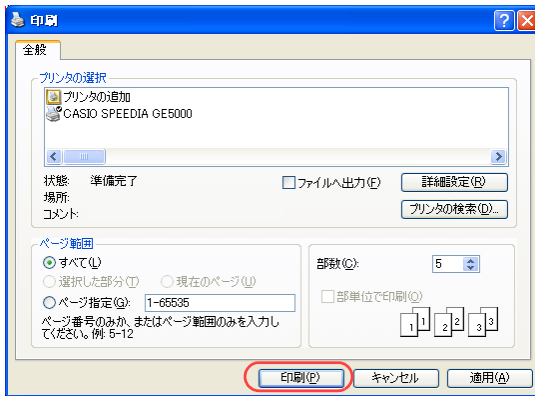 印刷
全般
プリンタの選択
プリンタの追加
CASIO SPEEDIA GE5000
状態: 準備完了
場所:
コメント:
ファイルへ出力(F)
詳細設定(R)
プリンタの検索(D)...
ページ範囲
すべて(L)
選択した部分(T) 現在のページ(U)
ページ指定(G): 1-65535
ページ番号のみか、またはページ範囲のみを入力し
てください。例: 5-12
部数(C): 5
部単位で印刷(O)
1 1 2 2 3 3
印刷(P) キャンセル 適用(A)